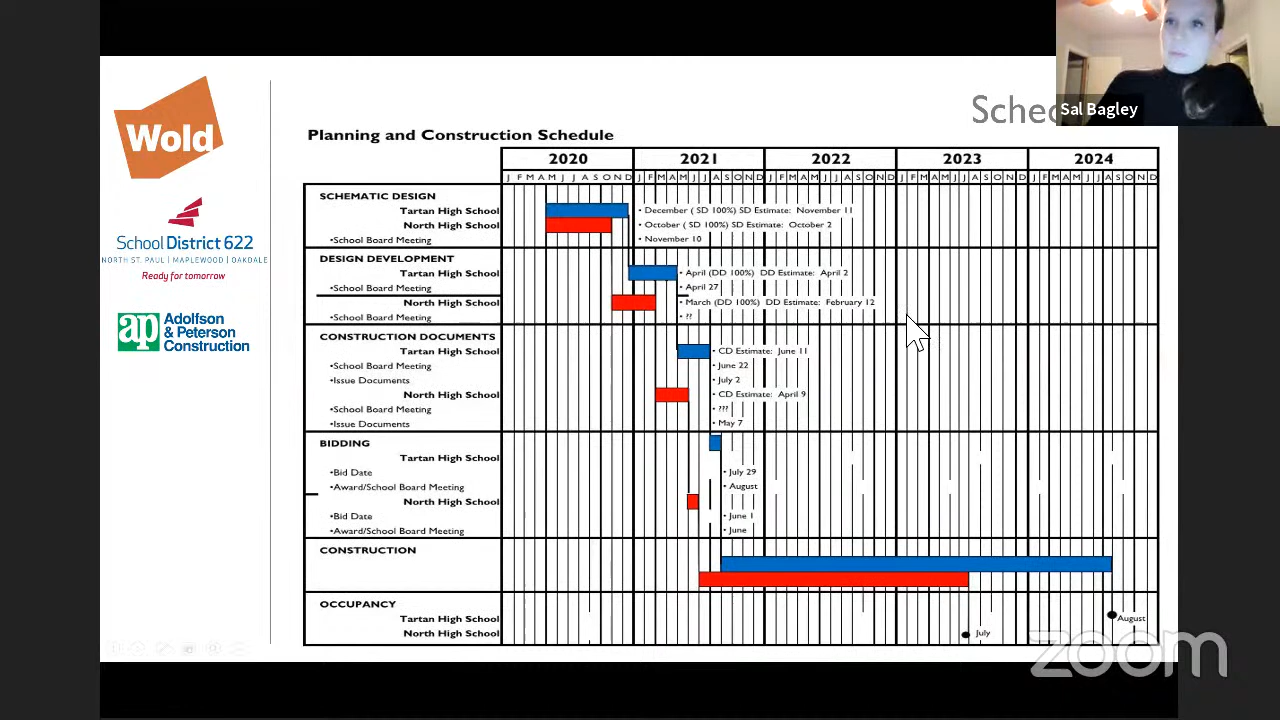 Sched
Sal Bagley
Wold
School District 622
NORTH ST. PAUL | MAPLEWOOD | OAKDALE
Ready for tomorrow
ap Adolfson
& Peterson
Construction
Planning and Construction Schedule
2020 2021 2022 2023 2024
J F M A M J J A S O N D J F M A M J J A S O N D J F M A M J J A S O N D J F M A M J J A S O N D J F M A M J J A S O N D
SCHEMATIC DESIGN
Tartan High School • December ( SD 100%) SD Estimate: November 11
North High School • October ( SD 100%) SD Estimate: October 2
•School Board Meeting • November 10
DESIGN DEVELOPMENT
Tartan High School • April (DD 100%) DD Estimate: April 2
•School Board Meeting • April 27
North High School • March (DD 100%) DD Estimate: February 12
•School Board Meeting • ??
CONSTRUCTION DOCUMENTS
Tartan High School • CD Estimate: June 11
•School Board Meeting • June 22
•Issue Documents • July 2
North High School • CD Estimate: April 9
•School Board Meeting • ???
•Issue Documents • May 7
BIDDING
Tartan High School
•Bid Date • July 29
•Award/School Board Meeting • August
North High School
•Bid Date • June 1
•Award/School Board Meeting • June
CONSTRUCTION
OCCUPANCY
Tartan High School August
North High School July
zoom